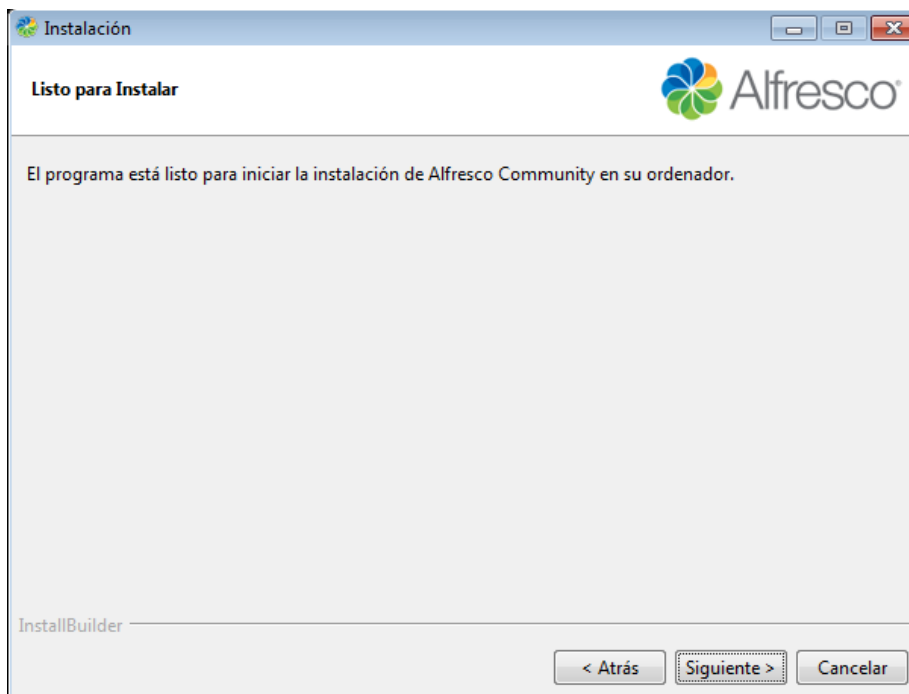 Instalación
Listo para Instalar
Alfresco®
El programa está listo para iniciar la instalación de Alfresco Community en su ordenador.
InstallBuilder
< Atrás
Siguiente >
Cancelar